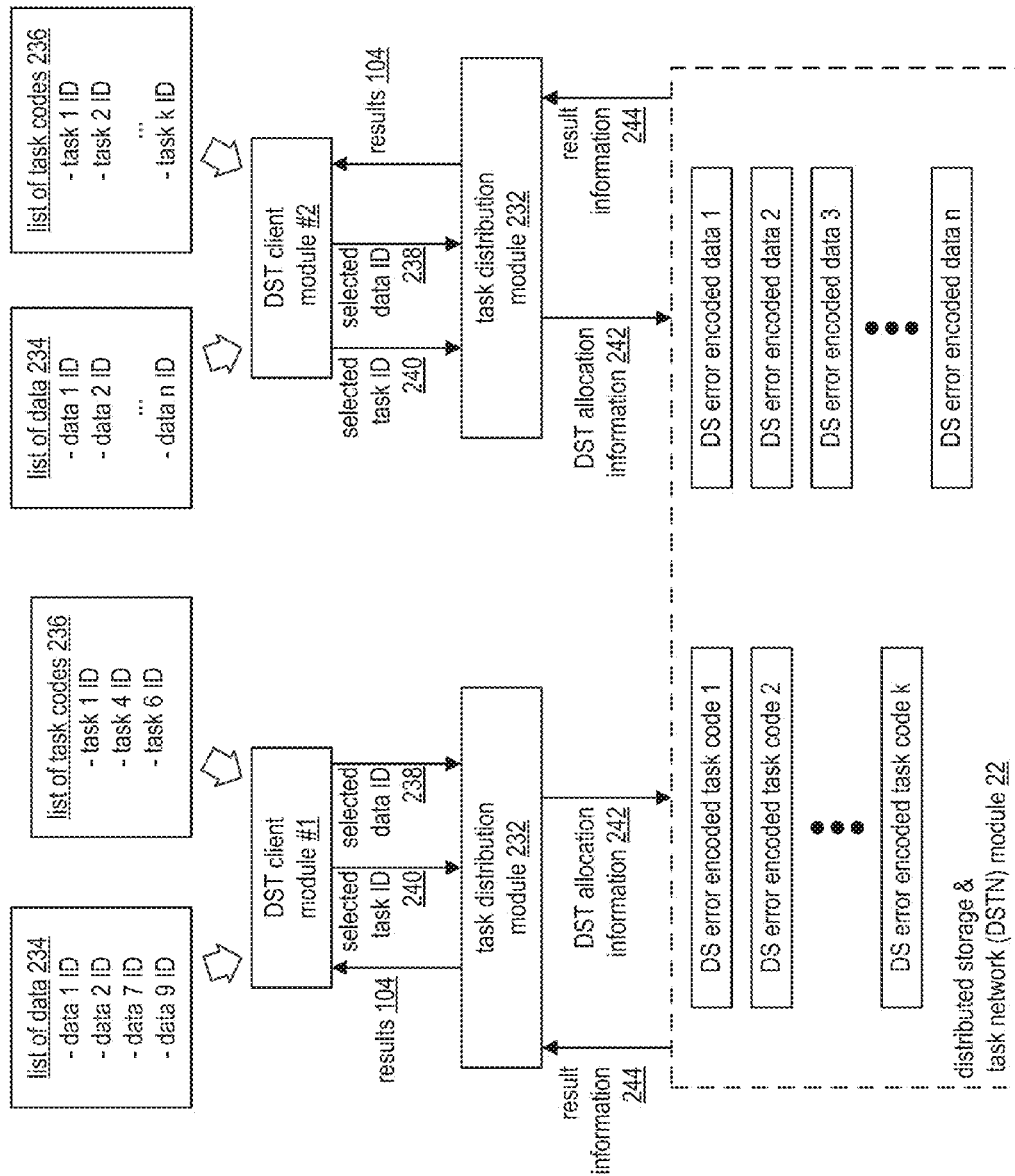 list of data 234
- data 1 ID
- data 2 ID
- data 7 ID
- data 9 ID
list of task codes 236
- task 1 ID
- task 4 ID
- task 6 ID
list of data 234
- data 1 ID
- data 2 ID
...
- data n ID
list of task codes 236
- task 1 ID
- task 2 ID
...
- task k ID
DST client
module #1
results 104
selected
task ID
240
selected
data ID
238
DST client
module #2
selected
task ID
240
selected
data ID
238
results 104
task distribution
module 232
task distribution
module 232
result
information
244
DST allocation
information 242
DST allocation
information 242
result
information
244
DS error encoded task code 1
DS error encoded task code 2
DS error encoded task code k
DS error encoded data 1
DS error encoded data 2
DS error encoded data 3
DS error encoded data n
distributed storage &
task network (DSTN) module 22